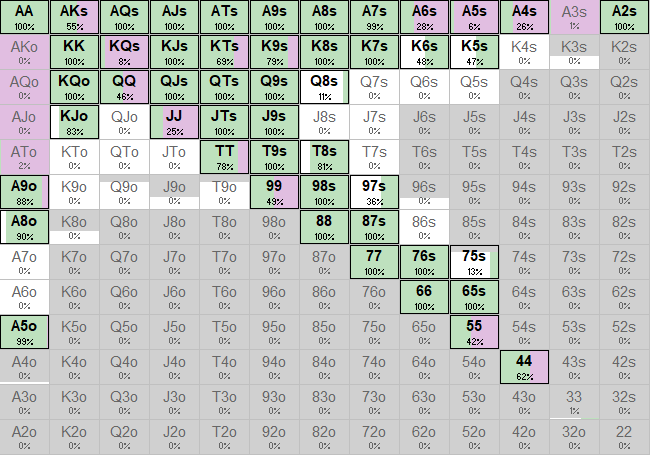 AA AKs AQs AJs ATs A9s A8s A7s A6s A5s A4s A3s A2s
100% 55% 100% 100% 100% 100% 100% 99% 28% 6% 26% 1% 100%
AKo KK KQs KJs KTs K9s K8s K7s K6s K5s K4s K3s K2s
0% 100% 8% 100% 69% 79% 100% 100% 48% 47% 0% 0% 0%
AQo KQo QQ QJs QTs Q9s Q8s Q7s Q6s Q5s Q4s Q3s Q2s
0% 100% 46% 100% 100% 100% 11% 0% 0% 0% 0% 0% 0%
AJo KJo QJo JJ JTs J9s J8s J7s J6s J5s J4s J3s J2s
0% 83% 0% 25% 100% 100% 0% 0% 0% 0% 0% 0% 0%
ATo KTo QTo JTo TT T9s T8s T7s T6s T5s T4s T3s T2s
2% 0% 0% 0% 78% 100% 81% 0% 0% 0% 0% 0% 0%
A9o K9o Q9o J9o T9o 99 98s 97s 96s 95s 94s 93s 92s
88% 0% 0% 0% 0% 49% 100% 36% 0% 0% 0% 0% 0%
A8o K8o Q8o J8o T8o 98o 88 87s 86s 85s 84s 83s 82s
90% 0% 0% 0% 0% 0% 100% 100% 0% 0% 0% 0% 0%
A7o K7o Q7o J7o T7o 97o 87o 77 76s 75s 74s 73s 72s
0% 0% 0% 0% 0% 0% 0% 100% 100% 13% 0% 0% 0%
A6o K6o Q6o J6o T6o 96o 86o 76o 66 65s 64s 63s 62s
0% 0% 0% 0% 0% 0% 0% 0% 100% 100% 0% 0% 0%
A5o K5o Q5o J5o T5o 95o 85o 75o 65o 55 54s 53s 52s
99% 0% 0% 0% 0% 0% 0% 0% 0% 42% 0% 0% 0%
A4o K4o Q4o J4o T4o 94o 84o 74o 64o 54o 44 43s 42s
0% 0% 0% 0% 0% 0% 0% 0% 0% 0% 62% 0% 0%
A3o K3o Q3o J3o T3o 93o 83o 73o 63o 53o 43o 33 32s
0% 0% 0% 0% 0% 0% 0% 0% 0% 0% 0% 1% 0%
A2o K2o Q2o J2o T2o 92o 82o 72o 62o 52o 42o 32o 22
0% 0% 0% 0% 0% 0% 0% 0% 0% 0% 0% 0% 0%